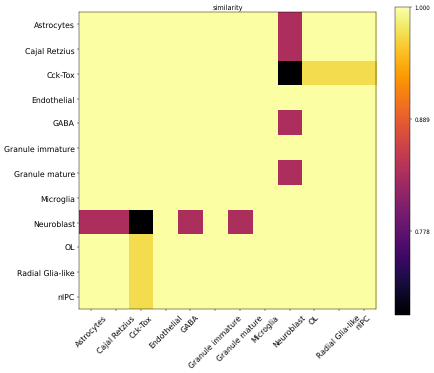 similarity
Astrocytes
Cajal Retzius
Cck-Tox
Endothelial
GABA
Granule immature
Granule mature
Microglia
Neuroblast
OL
Radial Glia-like
nIPC
Astrocytes
Cajal Retzius
Cck-Tox
Endothelial
GABA
Granule immature
Granule mature
Microglia
Neuroblast
OL
Radial Glia-like
nIPC
1.000
0.889
0.778